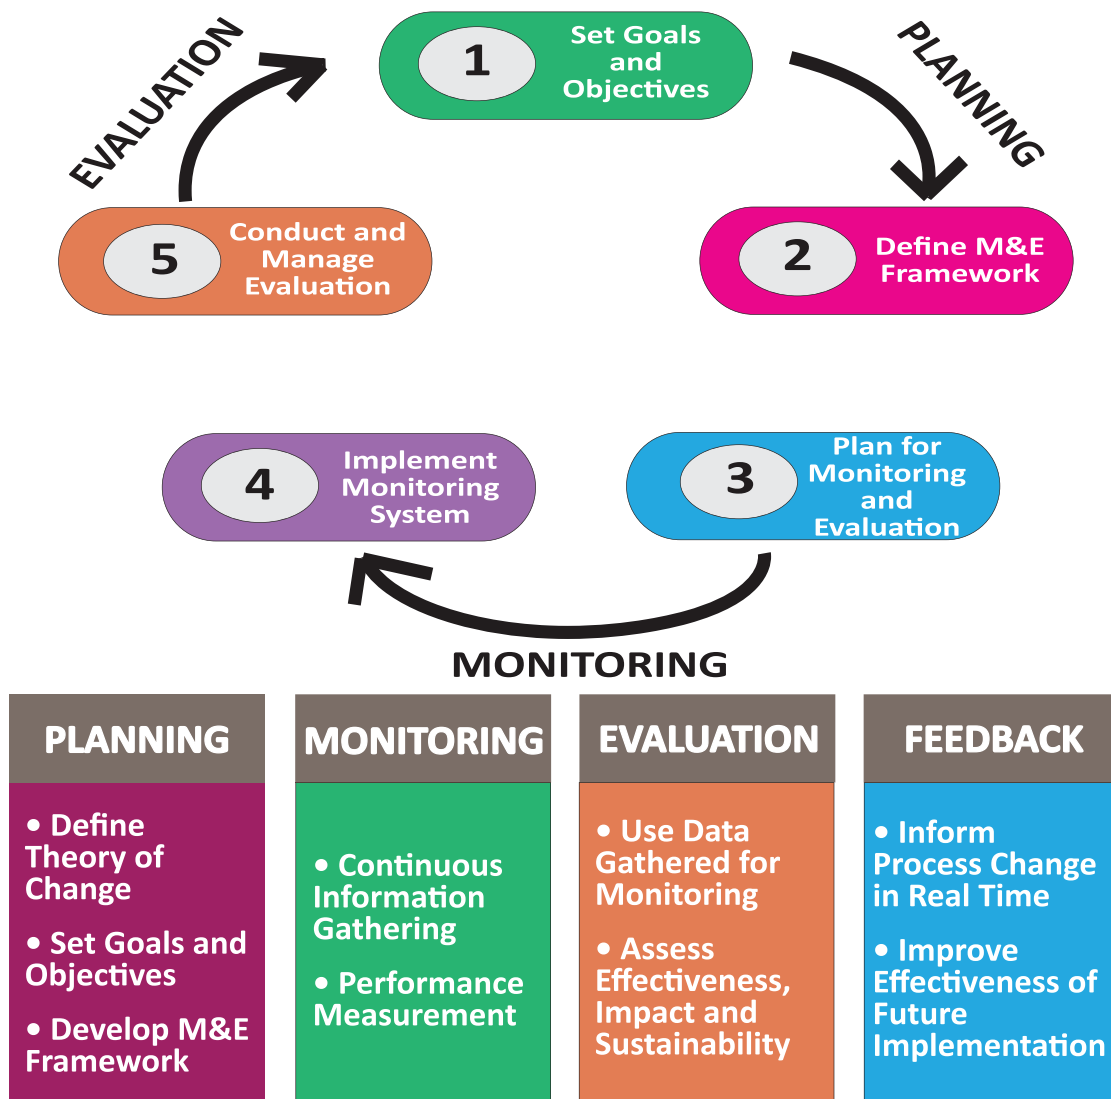 EVALUATION
1
Set Goals
and
Objectives
PLANNING
5
Conduct and
Manage
Evaluation
2
Define M&E
Framework
4
Implement
Monitoring
System
3
Plan for
Monitoring
and
Evaluation
MONITORING
PLANNING
• Define
Theory of
Change
• Set Goals and
Objectives
• Develop M&E
Framework
MONITORING
• Continuous
Information
Gathering
• Performance
Measurement
EVALUATION
• Use Data
Gathered for
Monitoring
• Assess
Effectiveness,
Impact and
Sustainability
FEEDBACK
• Inform
Process Change
in Real Time
• Improve
Effectiveness of
Future
Implementation